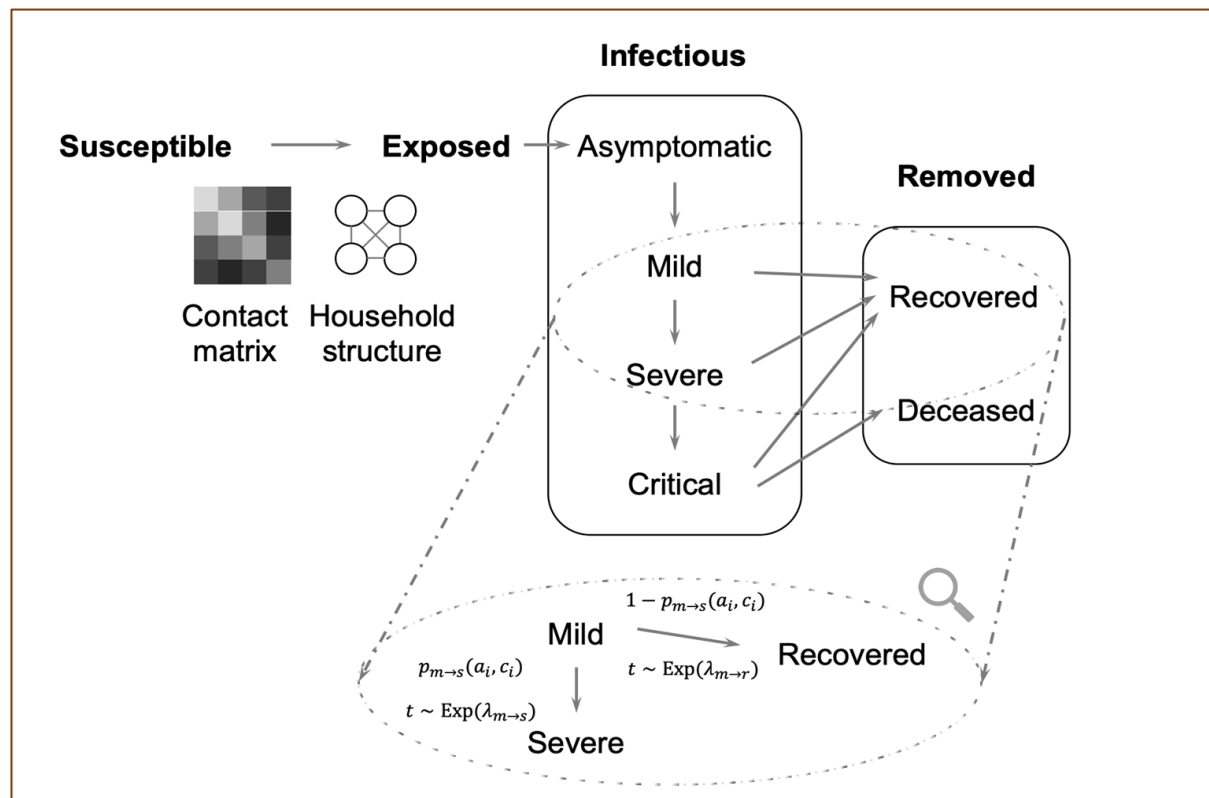 Infectious
Susceptible
Exposed
Asymptomatic
Removed
Mild
Recovered
Contact
matrix
Household
structure
Severe
Deceased
Critical
1 − p_{m→s}(a_i, c_i)
Mild
Recovered
p_{m→s}(a_i, c_i)
t ~ Exp(λ_{m→r})
t ~ Exp(λ_{m→s})
Severe